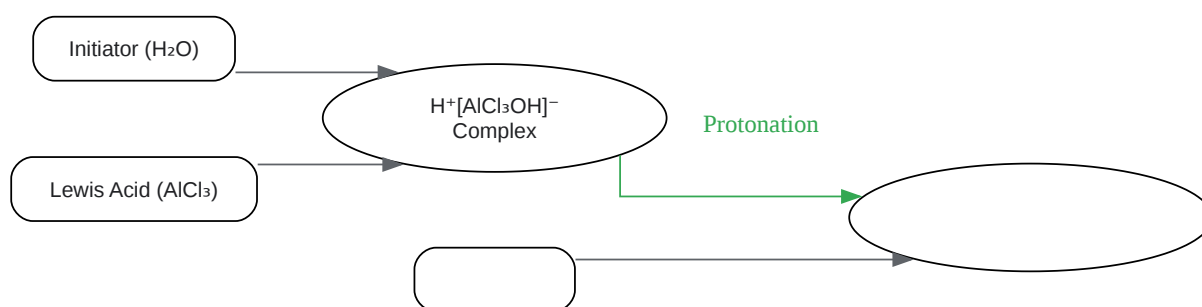 Initiator (H₂O)
H⁺[AlCl₃OH]⁻
Complex
Protonation
Lewis Acid (AlCl₃)